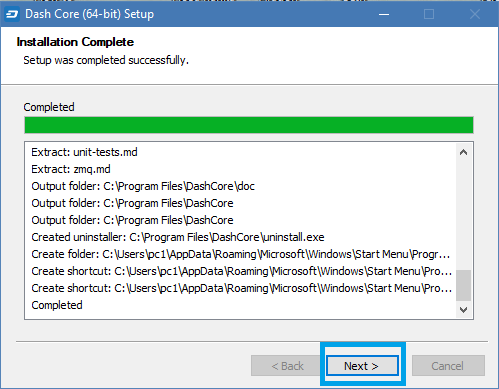 Dash Core (64-bit) Setup
Installation Complete
Setup was completed successfully.
Completed
Extract: unit-tests.md
Extract: zmq.md
Output folder: C:\Program Files\DashCore\doc
Output folder: C:\Program Files\DashCore
Output folder: C:\Program Files\DashCore
Created uninstaller: C:\Program Files\DashCore\uninstall.exe
Create folder: C:\Users\pc1\AppData\Roaming\Microsoft\Windows\Start Menu\Progr...
Create shortcut: C:\Users\pc1\AppData\Roaming\Microsoft\Windows\Start Menu\Pro...
Create shortcut: C:\Users\pc1\AppData\Roaming\Microsoft\Windows\Start Menu\Pro...
Completed
< Back Next > Cancel